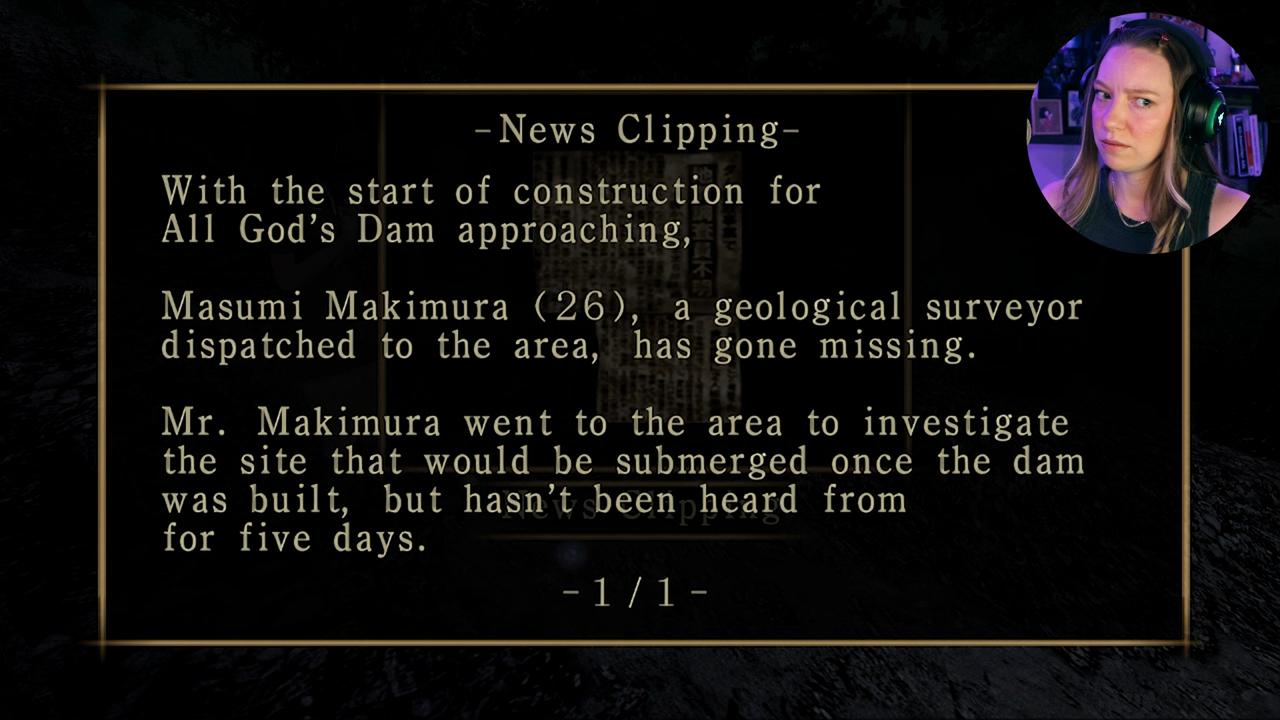 -News Clipping-
With the start of construction for
All God's Dam approaching,
Masumi Makimura (26), a geological surveyor
dispatched to the area, has gone missing.
Mr. Makimura went to the area to investigate
the site that would be submerged once the dam
was built, but hasn't been heard from
for five days.
News Clipping
-1/1-